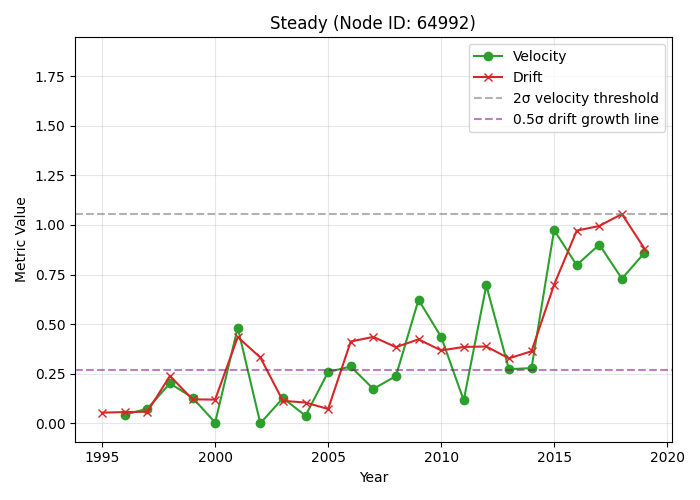 Steady (Node ID: 64992)
Velocity
Drift
2σ velocity threshold
0.5σ drift growth line
Metric Value
1.75
1.50
1.25
1.00
0.75
0.50
0.25
0.00
1995
2000
2005
2010
2015
2020
Year